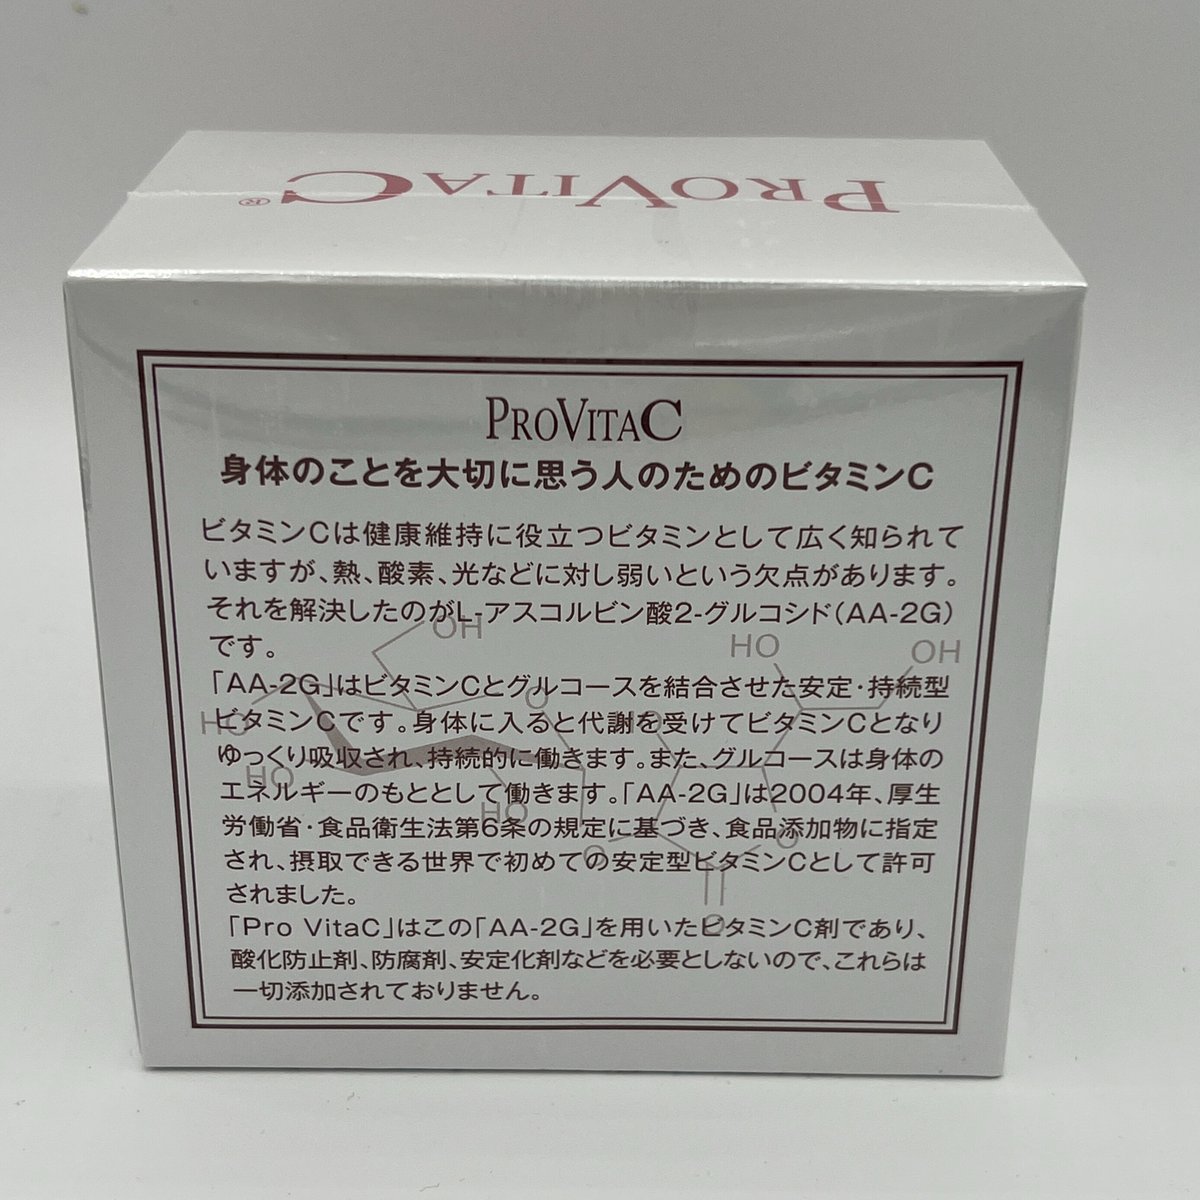 PROVITAC®
PROVITAC
身体のことを大切に思う人のためのビタミンC
ビタミンCは健康維持に役立つビタミンとして広く知られて
いますが、熱、酸素、光などに対し弱いという欠点があります。
それを解決したのがL-アスコルビン酸2-グルコシド(AA-2G)
です。
「AA-2G」はビタミンCとグルコースを結合させた安定・持続型
ビタミンCです。身体に入ると代謝を受けてビタミンCとなり
ゆっくり吸収され、持続的に働きます。また、グルコースは身体の
エネルギーのもととして働きます。「AA-2G」は2004年、厚生
労働省・食品衛生法第6条の規定に基づき、食品添加物に指定
され、摂取できる世界で初めての安定型ビタミンCとして許可
されました。
「Pro VitaC」はこの「AA-2G」を用いたビタミンC剤であり、
酸化防止剤、防腐剤、安定化剤などを必要としないので、これらは
一切添加されておりません。
OH
HO
OH
O
HO
HO
HO
HO
O
O
O